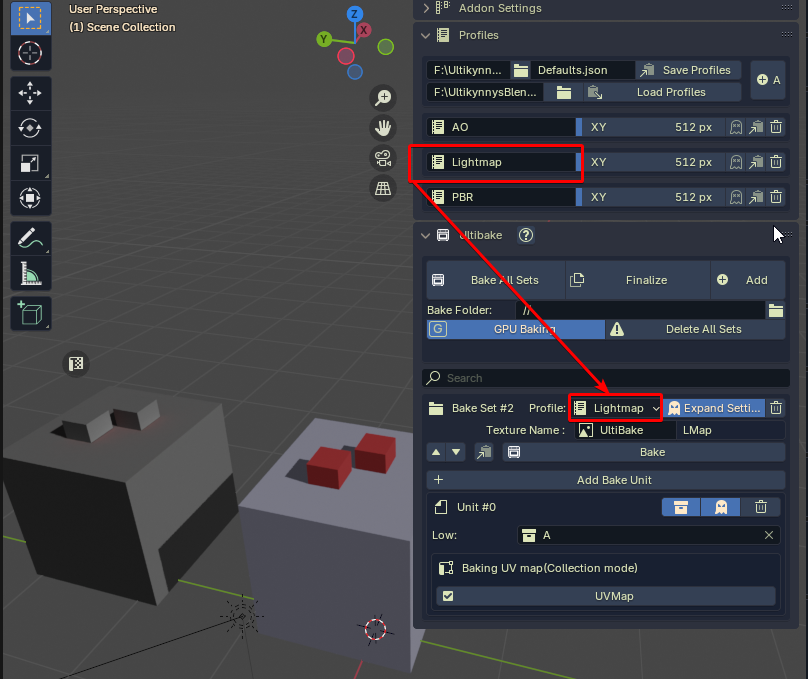 User Perspective
(1) Scene Collection
Z
X
Y
Addon Settings
Profiles
F:\Ultikynn...
Defaults.json
Save Profiles
A
F:\UltikynnysBlen...
Load Profiles
AO
XY
512 px
Lightmap
XY
512 px
PBR
XY
512 px
Ultibake
?
Bake All Sets
Finalize
Add
Bake Folder:
//
G
GPU Baking
Delete All Sets
Search
Bake Set #2
Profile:
Lightmap
Expand Setti...
Texture Name :
UltiBake
LMap
Bake
Add Bake Unit
Unit #0
Low:
A
Baking UV map(Collection mode)
UVMap